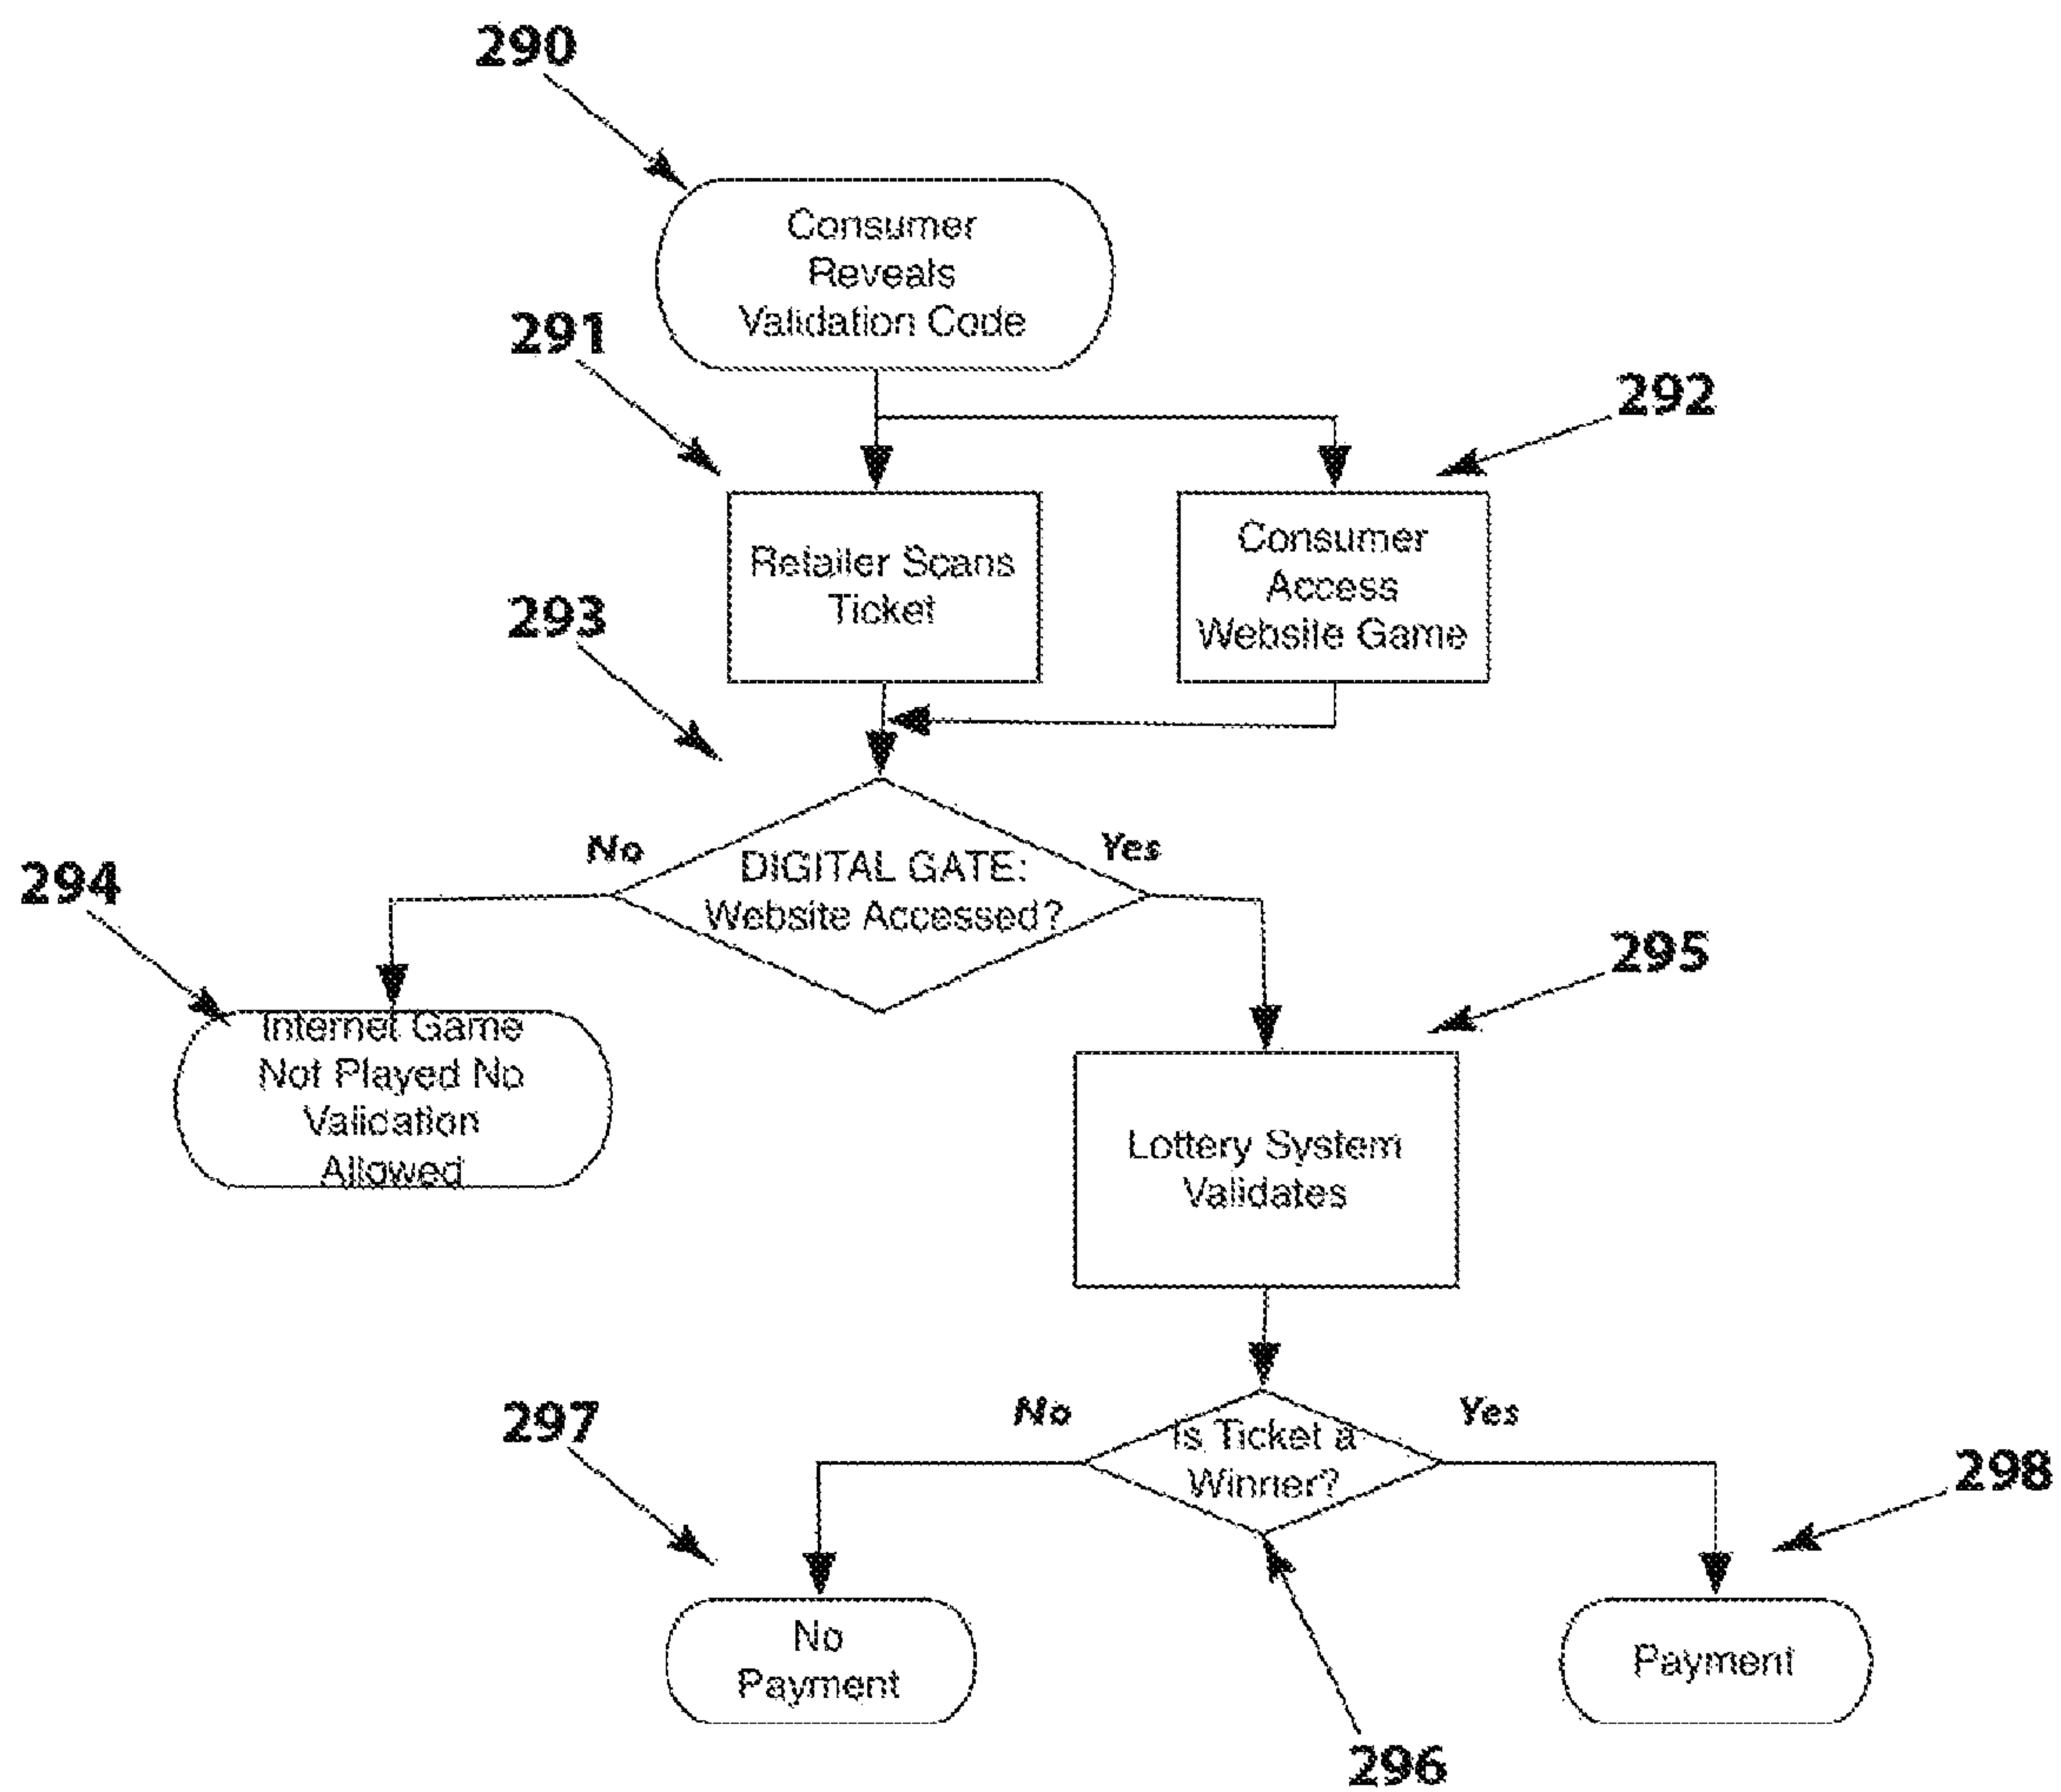 290
Consumer
Reveals
Validation Code
291
292
Retailer Scans
Ticket
Consumer
Access
Website Game
293
No
Yes
DIGITAL GATE:
Website Accessed?
294
Internet Game
Not Played No
Validation
Allowed
295
Lottery System
Validates
No
Yes
Is Ticket a
Winner?
297
298
No
Payment
Payment
296